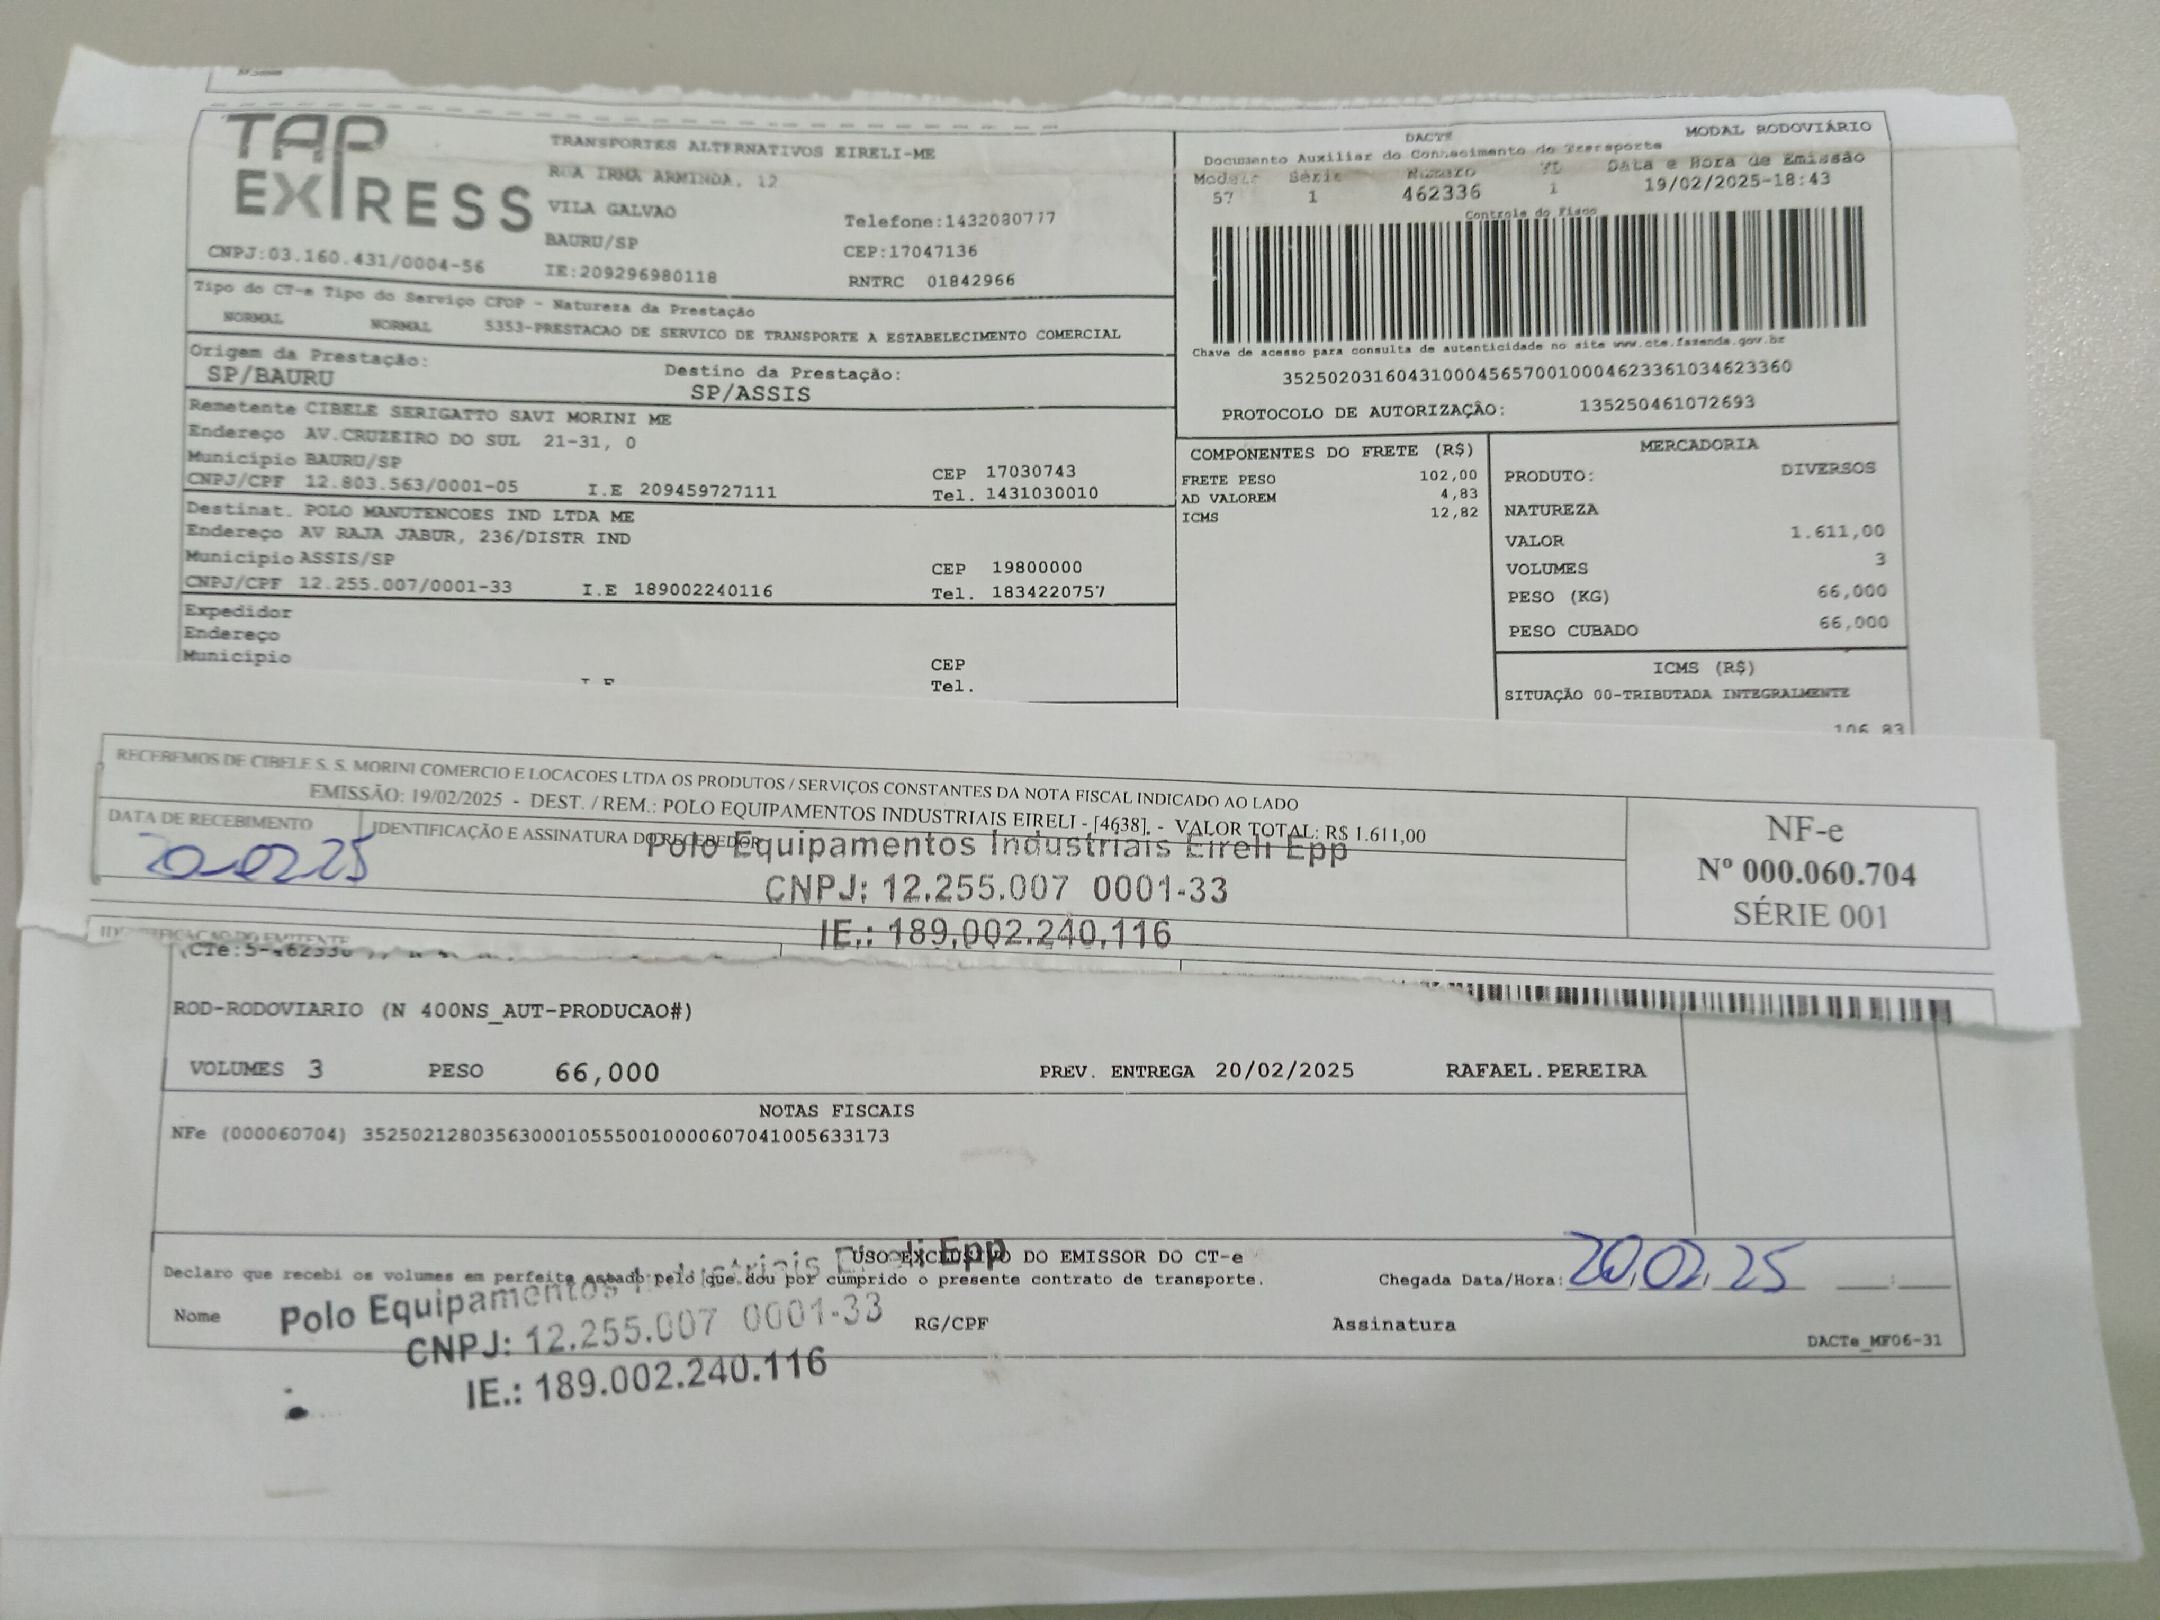 TAP
EXPRESS
CNPJ:03.160.431/0004-56
TRANSPORTES ALTERNATIVOS EIRELI-ME
RUA IRMA ARMINDA, 12
VILA GALVAO
BAURU/SP
IE:209296980118
Telefone:1432080777
CEP:17047136
RNTRC 01842966
DACTE MODAL RODOVIÁRIO
Documento Auxiliar do Conhecimento de Transporte
Modelo Série Número FL Data e Hora de Emissão
57 1 462336 1 19/02/2025-18:43
Controle do Fisco
Chave de acesso para consulta de autenticidade no site www.cte.fazenda.gov.br
35250203160431000456570010004623361034623360
PROTOCOLO DE AUTORIZAÇÃO: 135250461072693
Tipo do CT-e Tipo do Serviço CFOP - Natureza da Prestação
NORMAL NORMAL 5353-PRESTACAO DE SERVICO DE TRANSPORTE A ESTABELECIMENTO COMERCIAL
Origem da Prestação: Destino da Prestação:
SP/BAURU SP/ASSIS
Remetente CIBELE SERIGATTO SAVI MORINI ME
Endereço AV.CRUZEIRO DO SUL 21-31, 0
Município BAURU/SP CEP 17030743
CNPJ/CPF 12.803.563/0001-05 I.E 209459727111 Tel. 1431030010
Destinat. POLO MANUTENCOES IND LTDA ME
Endereço AV RAJA JABUR, 236/DISTR IND
Município ASSIS/SP CEP 19800000
CNPJ/CPF 12.255.007/0001-33 I.E 189002240116 Tel. 1834220757
Expedidor
Endereço
Município CEP
Tel.
COMPONENTES DO FRETE (R$)
FRETE PESO 102,00
AD VALOREM 4,83
ICMS 12,82
MERCADORIA
PRODUTO: DIVERSOS
NATUREZA
VALOR 1.611,00
VOLUMES 3
PESO (KG) 66,000
PESO CUBADO 66,000
ICMS (R$)
SITUAÇÃO 00-TRIBUTADA INTEGRALMENTE
106,83
RECEBEMOS DE CIBELE S. S. MORINI COMERCIO E LOCACOES LTDA OS PRODUTOS / SERVIÇOS CONSTANTES DA NOTA FISCAL INDICADO AO LADO
EMISSÃO: 19/02/2025 - DEST. / REM.: POLO EQUIPAMENTOS INDUSTRIAIS EIRELI - [4638]. - VALOR TOTAL: R$ 1.611,00
DATA DE RECEBIMENTO IDENTIFICAÇÃO E ASSINATURA DO RECEBEDOR
20.02.25
Polo Equipamentos Industriais Eireli Epp
CNPJ: 12.255.007 0001-33
IE.: 189.002.240.116
NF-e
Nº 000.060.704
SÉRIE 001
IDENTIFICAÇÃO DO EMITENTE
(CTe:5-462336
ROD-RODOVIARIO (N 400NS_AUT-PRODUCAO#)
VOLUMES 3 PESO 66,000 PREV. ENTREGA 20/02/2025 RAFAEL.PEREIRA
NOTAS FISCAIS
NFe (000060704) 35250212803563000105550010000607041005633173
USO EXCLUSIVO DO EMISSOR DO CT-e
Declaro que recebi os volumes em perfeito estado pelo que dou por cumprido o presente contrato de transporte. Chegada Data/Hora: 20.02.25
Nome RG/CPF Assinatura
Polo Equipamentos Industriais Eireli Epp
CNPJ: 12.255.007 0001-33
IE.: 189.002.240.116
DACTe_MF06-31